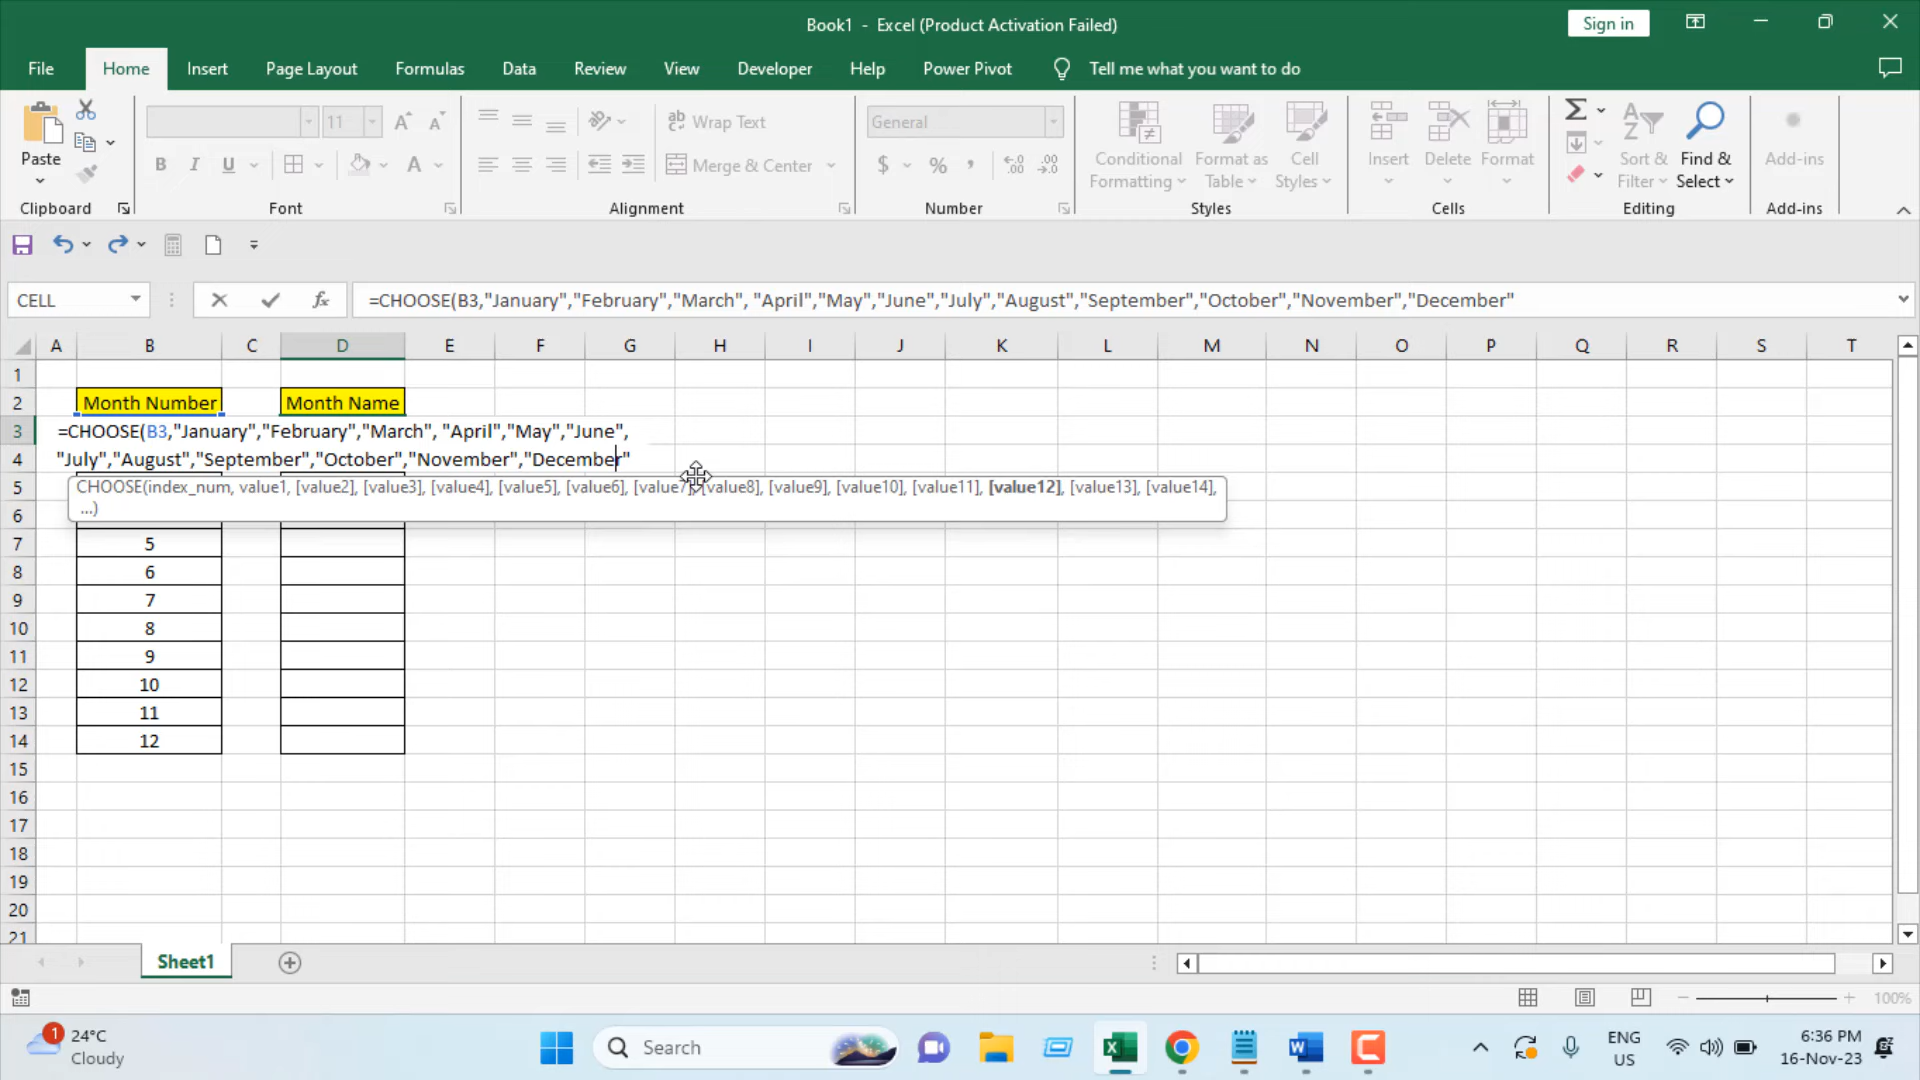 Book1 - Excel (Product Activation Failed)
Sign in
File Home Insert Page Layout Formulas Data Review View Developer Help Power Pivot Tell me what you want to do
Paste
Clipboard
11
B I U
Font
ab Wrap Text
Merge & Center
Alignment
General
$ % ,
Number
Conditional Formatting
Format as Table
Cell Styles
Styles
Insert Delete Format
Cells
Sort & Filter
Find & Select
Editing
Add-ins
Add-ins
CELL
fx
=CHOOSE(B3,"January","February","March", "April","May","June","July","August","September","October","November","December"
A B C D E F G H I J K L M N O P Q R S T
1
2 Month Number Month Name
3 =CHOOSE(B3,"January","February","March", "April","May","June",
4 "July","August","September","October","November","December"
5 CHOOSE(index_num, value1, [value2], [value3], [value4], [value5], [value6], [value7], [value8], [value9], [value10], [value11], [value12], [value13], [value14],
6 ...)
7 5
8 6
9 7
10 8
11 9
12 10
13 11
14 12
15
16
17
18
19
20
21
Sheet1
100%
1
24°C
Cloudy
Search
ENG
US
6:36 PM
16-Nov-23